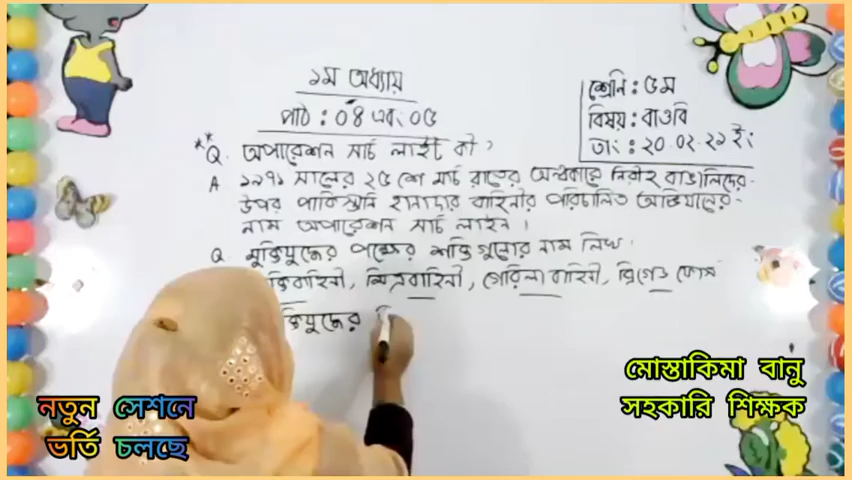 ১ম অধ্যায়
পাঠ : ০৪ এবং ০৫
শ্রেণি : ৫ম
বিষয় : বাওবি
তাং : ২০.০২.২১ ইং
** Q. অপারেশন সার্চ লাইট কী ?
A ১৯৭১ সালের ২৫ শে মার্চ রাতের অন্ধকারে নিরীহ বাঙালিদের-
উপর পাকিস্তানি হানাদার বাহিনীর পরিচালিত অভিযানের-
নাম অপারেশন সার্চ লাইট ।
Q. মুক্তিযুদ্ধের পক্ষের শক্তি গুলোর নাম লিখ ।
বাহিনী, মিত্রবাহিনী, গেরিলা বাহিনী, ব্রিগেড ফোর্স
ক্তিযুদ্ধের
মোস্তাকিমা বানু
সহকারি শিক্ষক
নতুন সেশনে
ভর্তি চলছে